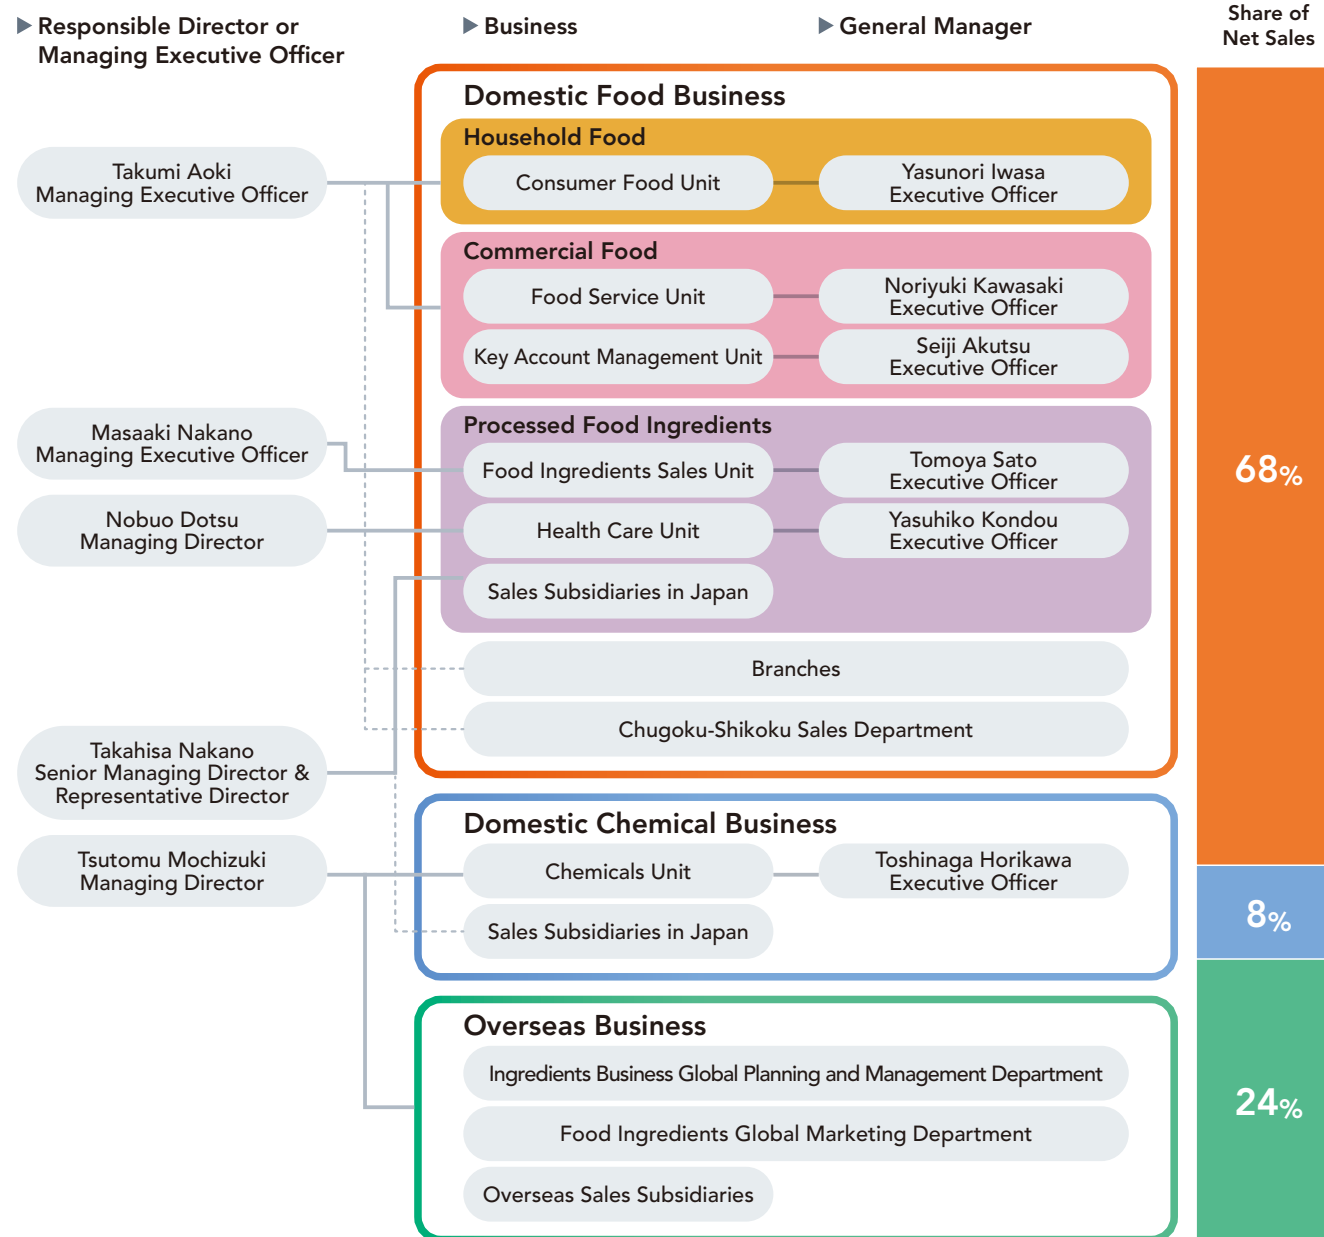 Responsible Director or
Managing Executive Officer
Business
General Manager
Share of
Net Sales
Domestic Food Business
Household Food
Takumi Aoki
Managing Executive Officer
Consumer Food Unit
Yasunori Iwasa
Executive Officer
Commercial Food
Food Service Unit
Noriyuki Kawasaki
Executive Officer
Key Account Management Unit
Seiji Akutsu
Executive Officer
Processed Food Ingredients
Masaaki Nakano
Managing Executive Officer
Food Ingredients Sales Unit
Tomoya Sato
Executive Officer
68%
Nobuo Dotsu
Managing Director
Health Care Unit
Yasuhiko Kondou
Executive Officer
Sales Subsidiaries in Japan
Branches
Chugoku-Shikoku Sales Department
Takahisa Nakano
Senior Managing Director &
Representative Director
Domestic Chemical Business
Tsutomu Mochizuki
Managing Director
Chemicals Unit
Toshinaga Horikawa
Executive Officer
8%
Sales Subsidiaries in Japan
Overseas Business
Ingredients Business Global Planning and Management Department
24%
Food Ingredients Global Marketing Department
Overseas Sales Subsidiaries